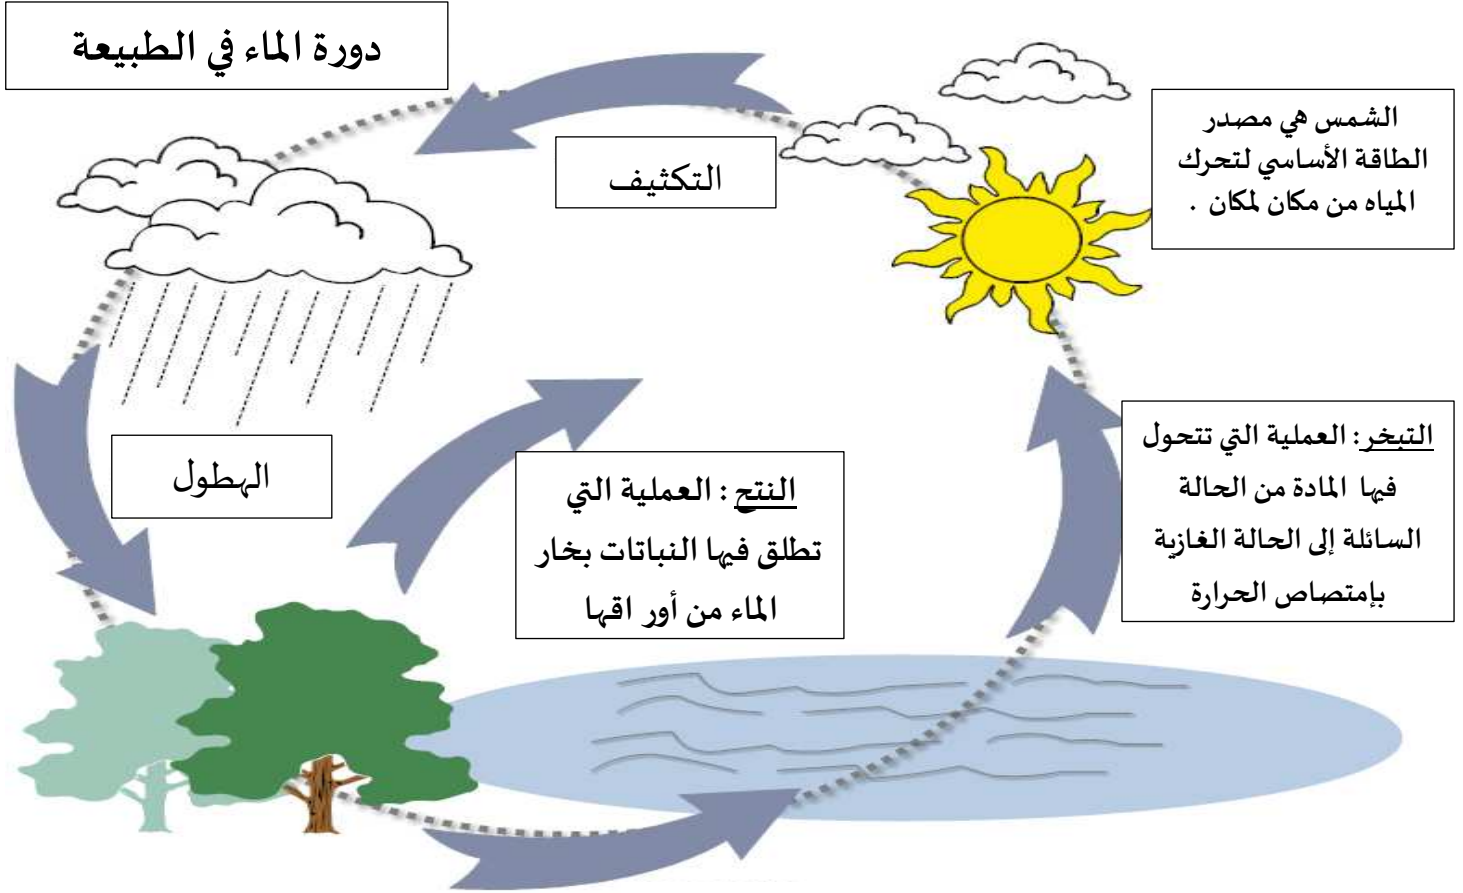 دورة الماء في الطبيعة
الشمس هي مصدر
الطاقة الأساسي لتحرك
المياه من مكان لمكان .
التكثيف
التبخر: العملية التي تتحول
فيها المادة من الحالة
السائلة إلى الحالة الغازية
بإمتصاص الحرارة
الهطول
النتح : العملية التي
تطلق فيها النباتات بخار
الماء من أور اقها